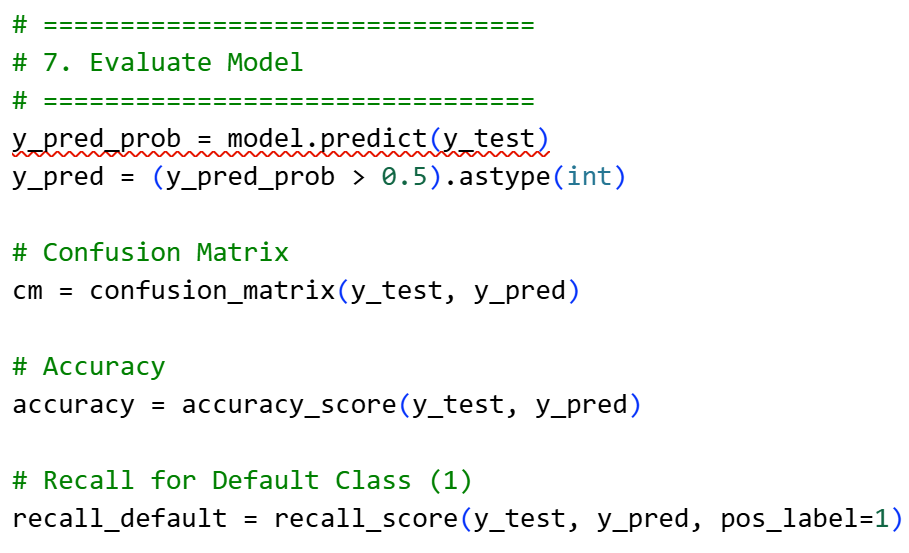 # ================================
# 7. Evaluate Model
# ================================
y_pred_prob = model.predict(y_test)
y_pred = (y_pred_prob > 0.5).astype(int)
# Confusion Matrix
cm = confusion_matrix(y_test, y_pred)
# Accuracy
accuracy = accuracy_score(y_test, y_pred)
# Recall for Default Class (1)
recall_default = recall_score(y_test, y_pred, pos_label=1)